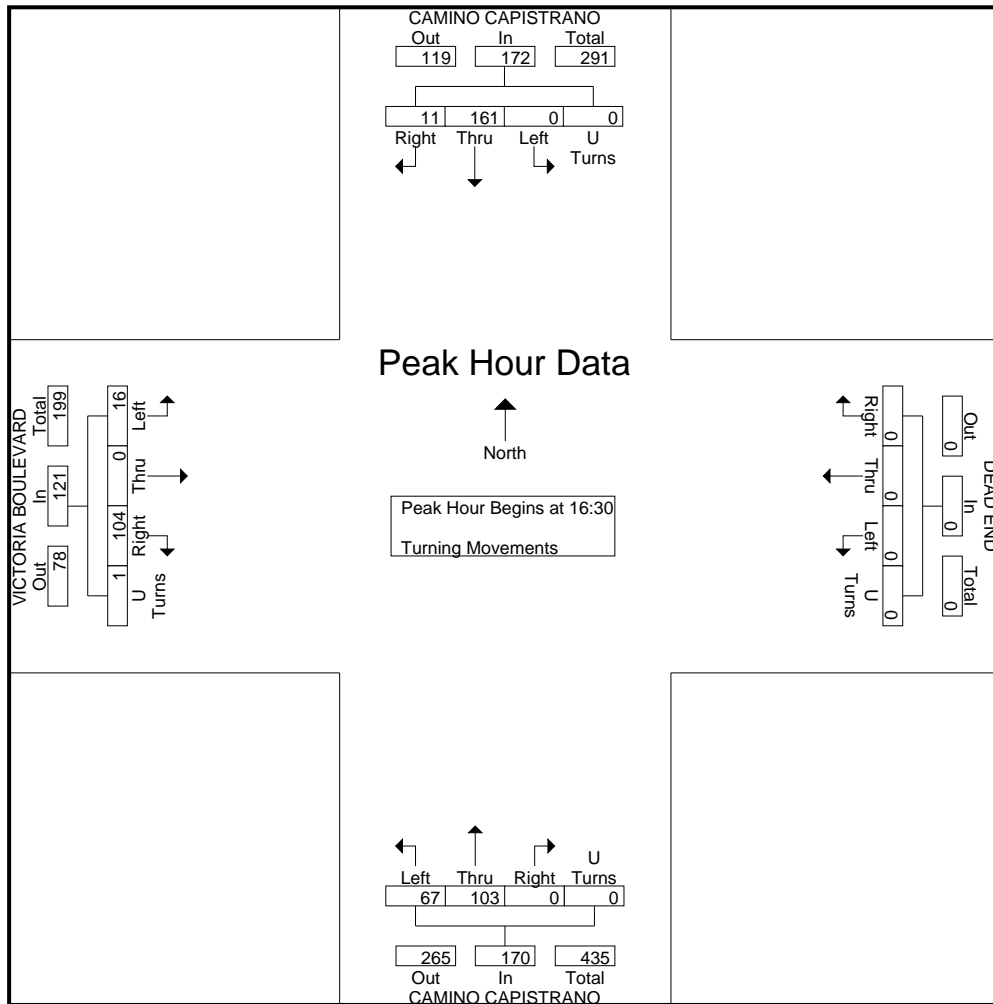 CAMINO CAPISTRANO
Out In Total
119 172 291
11 161 0 0
Right Thru Left U
Turns
Peak Hour Data
North
Peak Hour Begins at 16:30
Turning Movements
VICTORIA BOULEVARD
Out In Total
78 121 199
1 104 0 16
U Right Thru Left
Turns
DEAD END
Out In Total
0 0 0
0 0 0 0
Right Thru Left U
Turns
U
Left Thru Right Turns
67 103 0 0
265 170 435
Out In Total
CAMINO CAPISTRANO